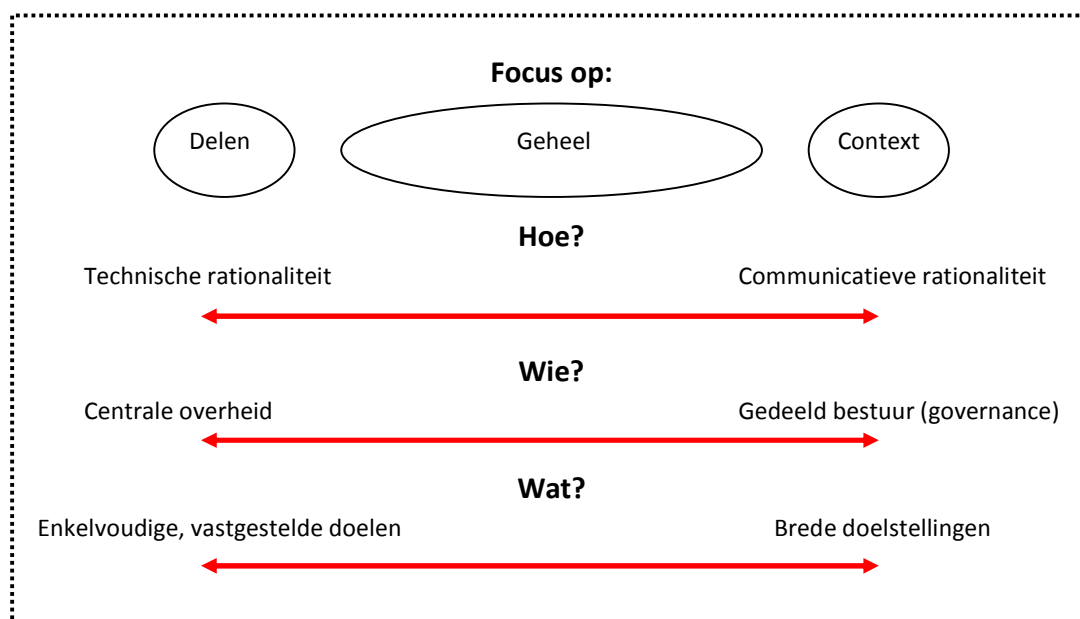 Focus op:
Delen
Geheel
Context
Hoe?
Technische rationaliteit
Communicatieve rationaliteit
Wie?
Centrale overheid
Gedeeld bestuur (governance)
Wat?
Enkelvoudige, vastgestelde doelen
Brede doelstellingen